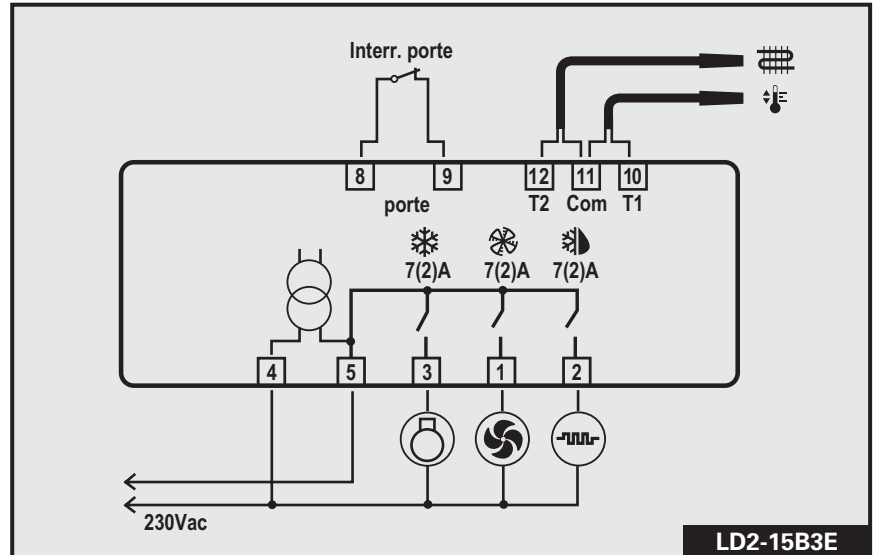 Interr. porte
8 9 12 11 10
porte T2 Com T1
7(2)A 7(2)A 7(2)A
4 5 3 1 2
230Vac
LD2-15B3E